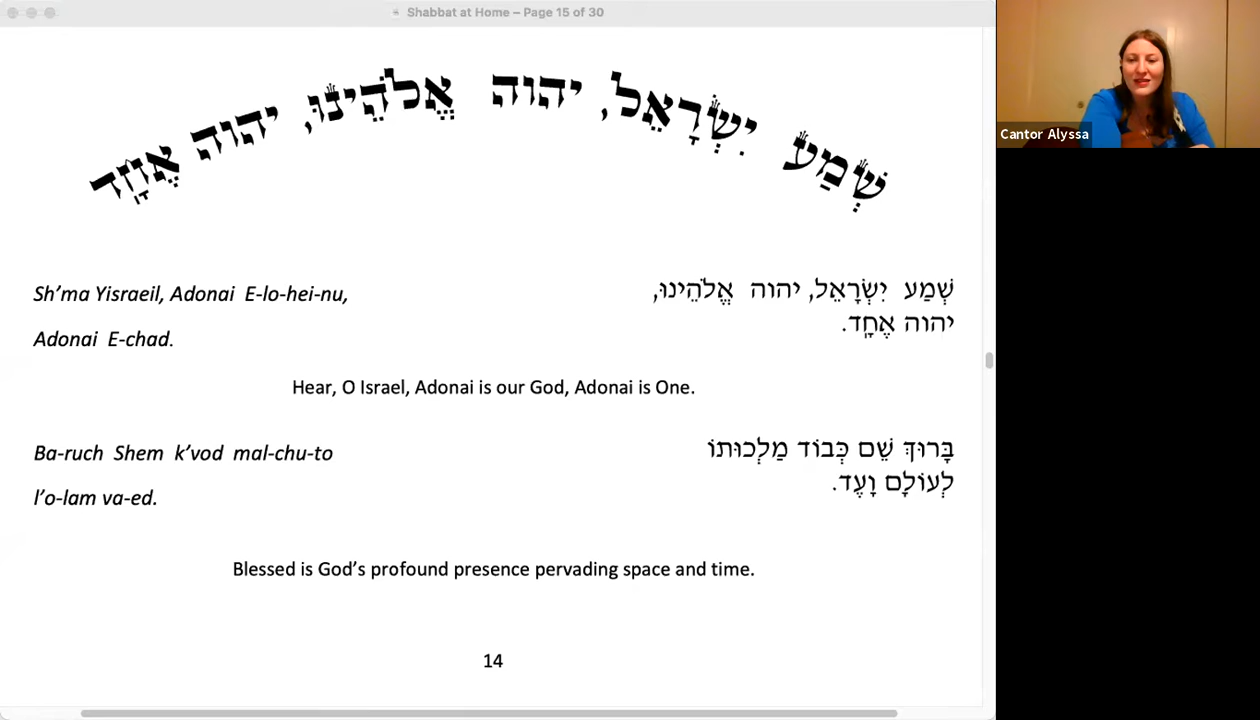 Shabbat at Home – Page 15 of 30
שְׁמַע יִשְׂרָאֵל, יהוה אֱלֹהֵינוּ, יהוה אֶחָֽד
Cantor Alyssa
Sh’ma Yisraeil, Adonai E-lo-hei-nu,
Adonai E-chad.
שְׁמַע יִשְׂרָאֵל, יהוה אֱלֹהֵינוּ,
יהוה אֶחָֽד.
Hear, O Israel, Adonai is our God, Adonai is One.
Ba-ruch Shem k’vod mal-chu-to
l’o-lam va-ed.
בָּרוּךְ שֵׁם כְּבוֹד מַלְכוּתוֹ
לְעוֹלָם וָעֶד.
Blessed is God’s profound presence pervading space and time.
14